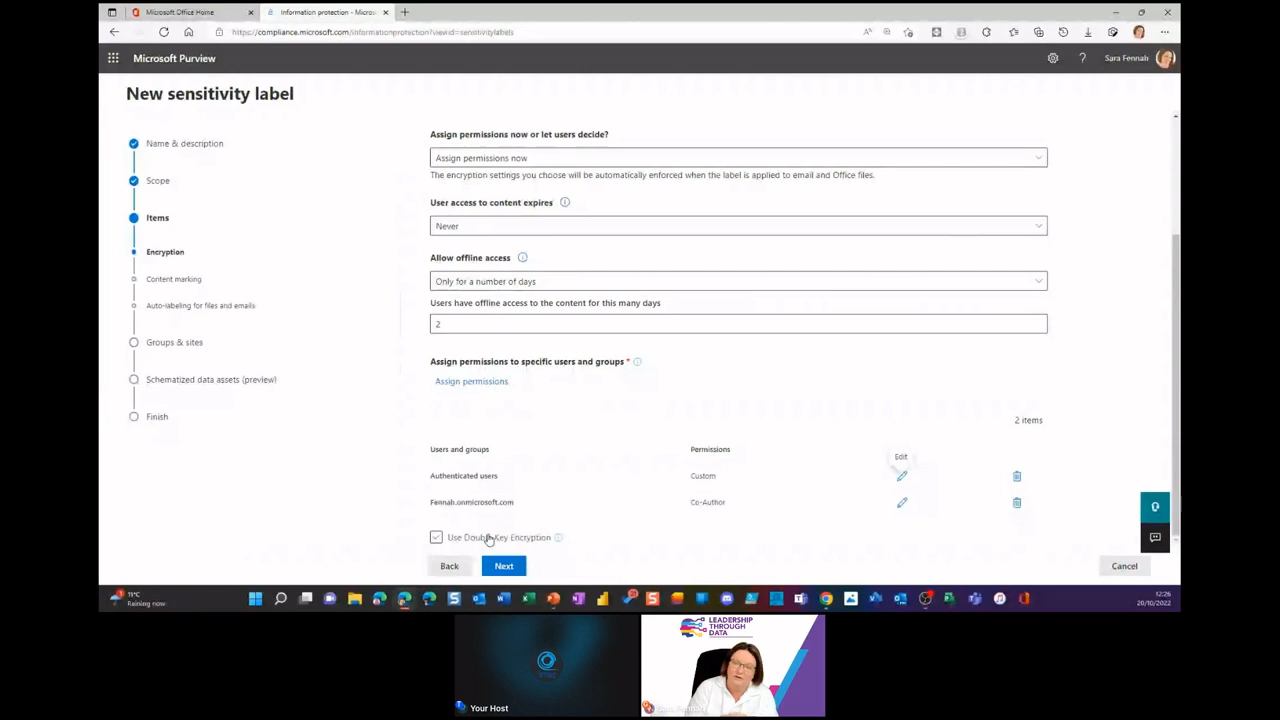 Microsoft Office Home
Information protection - Micros
https://compliance.microsoft.com/informationprotection?viewid=sensitivitylabels
Microsoft Purview
Sara Fennah
New sensitivity label
Name & description
Scope
Items
Encryption
Content marking
Auto-labeling for files and emails
Groups & sites
Schematized data assets (preview)
Finish
Assign permissions now or let users decide?
Assign permissions now
The encryption settings you choose will be automatically enforced when the label is applied to email and Office files.
User access to content expires
Never
Allow offline access
Only for a number of days
Users have offline access to the content for this many days
2
Assign permissions to specific users and groups *
Assign permissions
2 items
Users and groups
Permissions
Edit
Authenticated users
Custom
Fennah.onmicrosoft.com
Co-Author
Use Double Key Encryption
Back
Next
Cancel
11°C
Raining now
12:26
20/10/2022
LEADERSHIP
THROUGH
DATA
Your Host